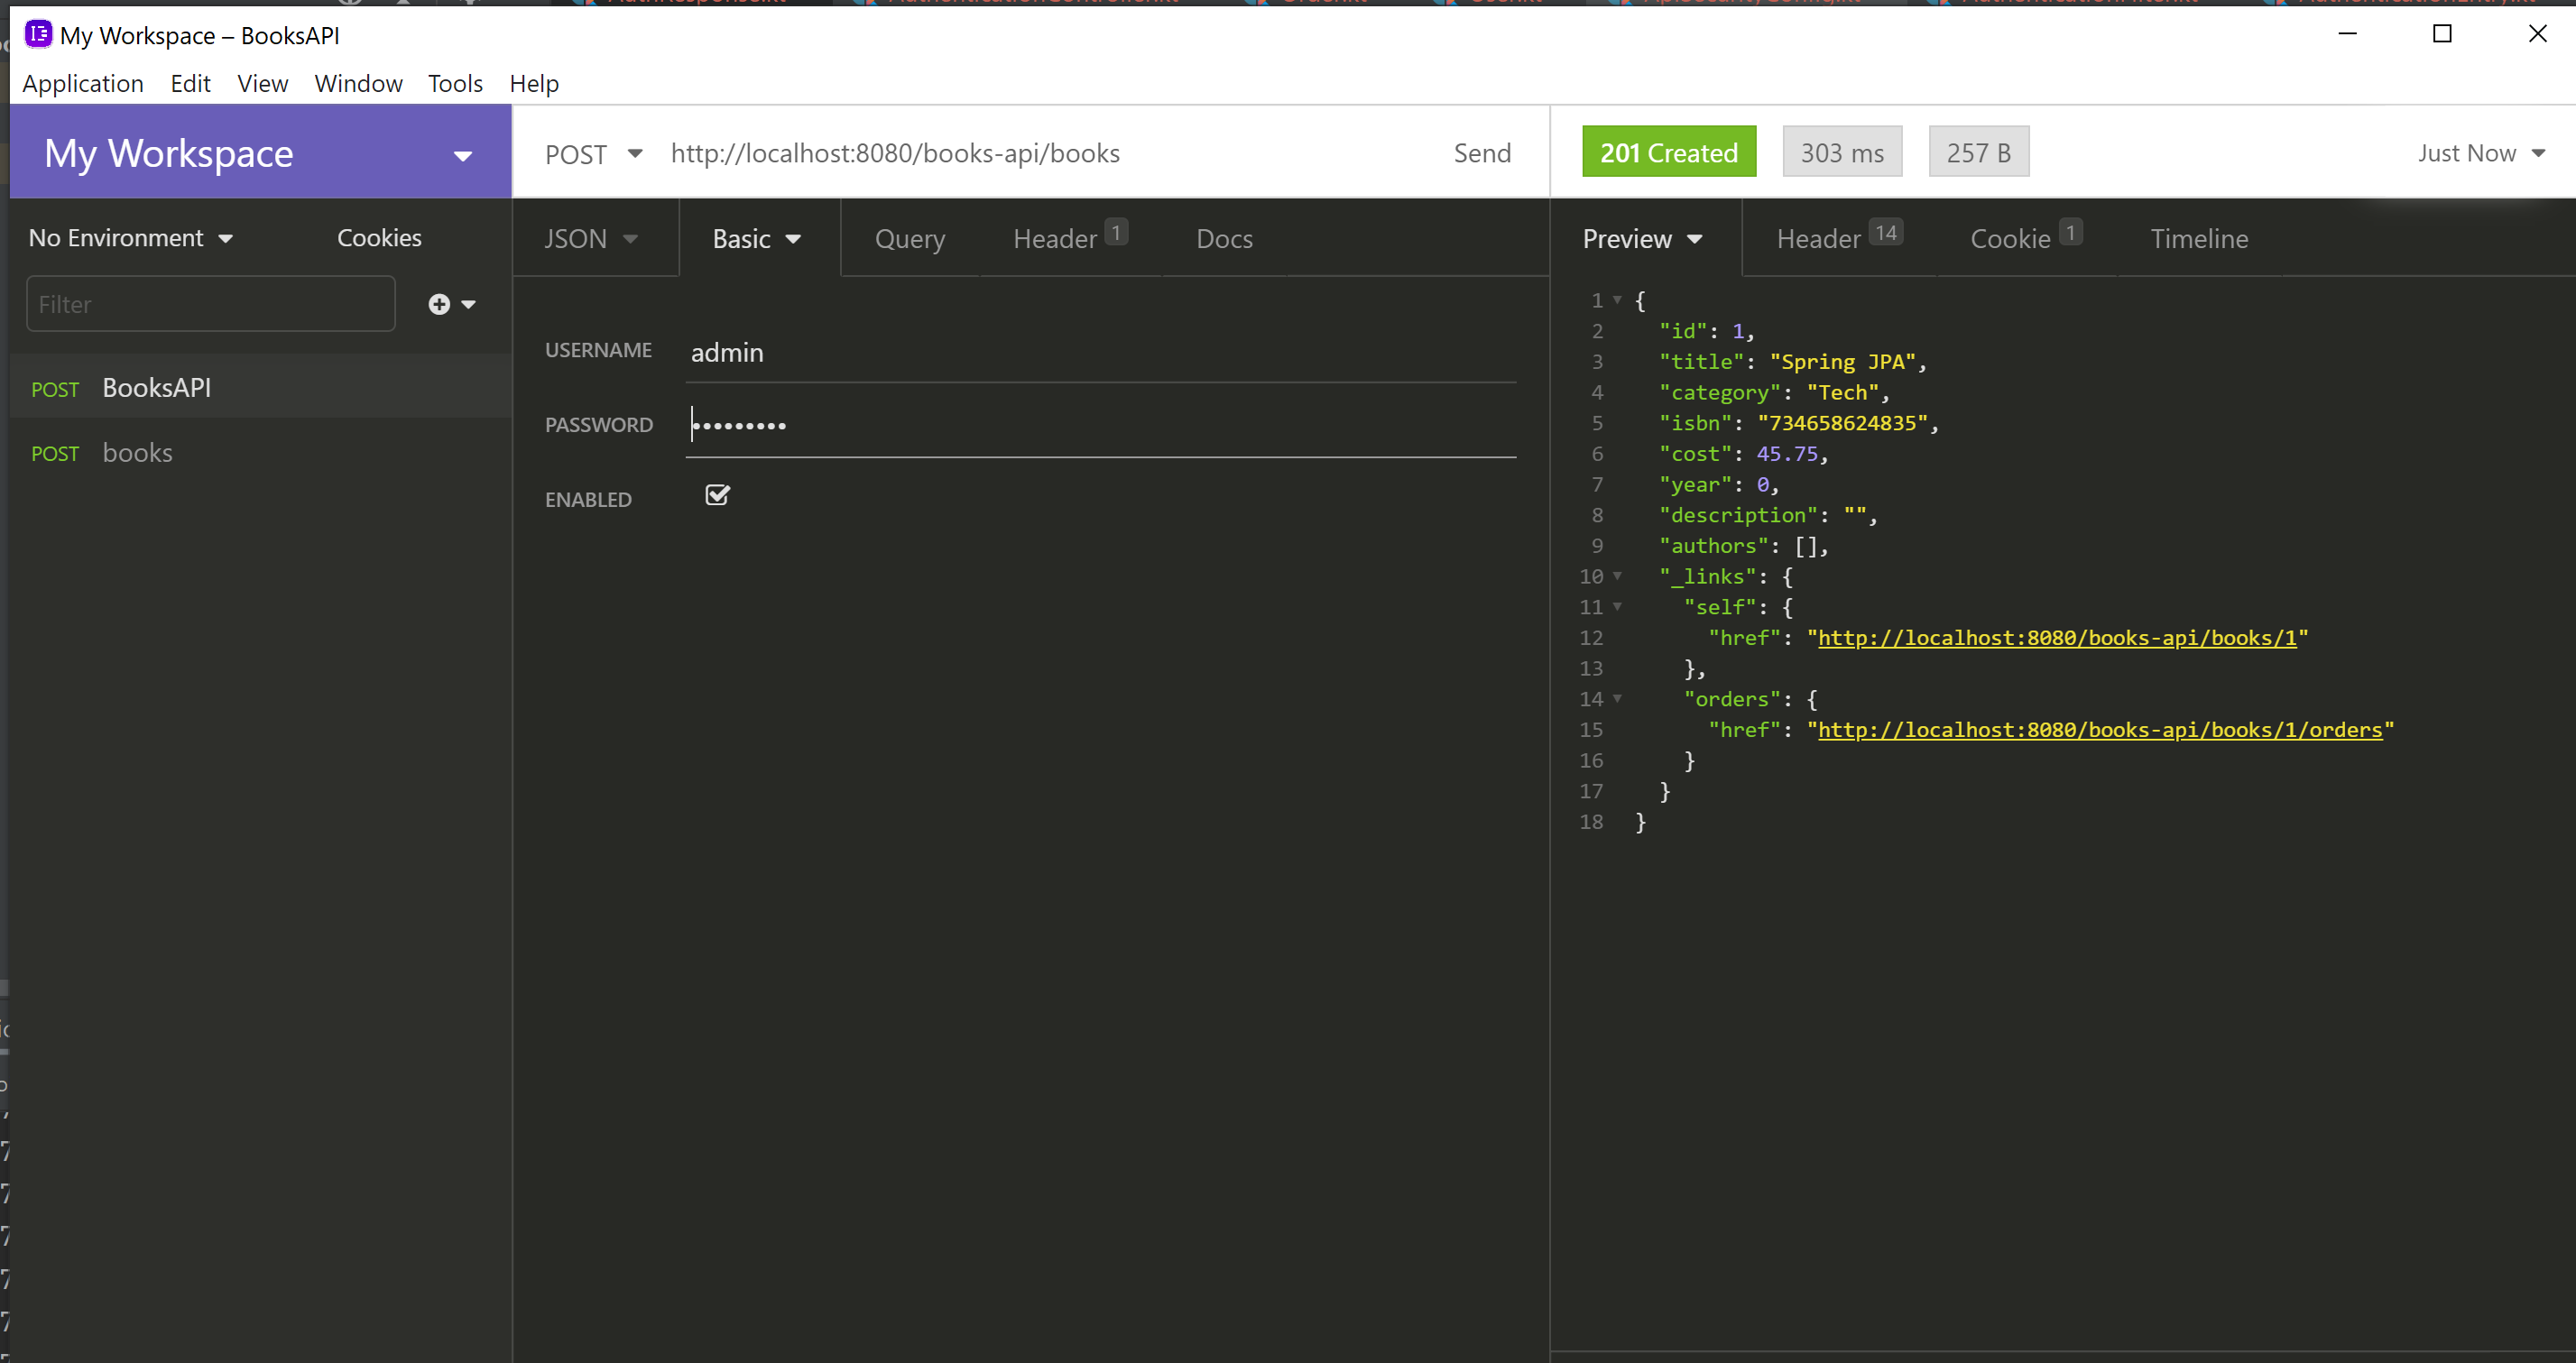 My Workspace – BooksAPI
Application Edit View Window Tools Help
My Workspace
POST http://localhost:8080/books-api/books Send
201 Created 303 ms 257 B Just Now
No Environment Cookies
JSON Basic Query Header 1 Docs
Preview Header 14 Cookie 1 Timeline
Filter
POST BooksAPI
POST books
USERNAME admin
PASSWORD •••••••••
ENABLED
1 {
2 "id": 1,
3 "title": "Spring JPA",
4 "category": "Tech",
5 "isbn": "734658624835",
6 "cost": 45.75,
7 "year": 0,
8 "description": "",
9 "authors": [],
10 "_links": {
11 "self": {
12 "href": "http://localhost:8080/books-api/books/1"
13 },
14 "orders": {
15 "href": "http://localhost:8080/books-api/books/1/orders"
16 }
17 }
18 }